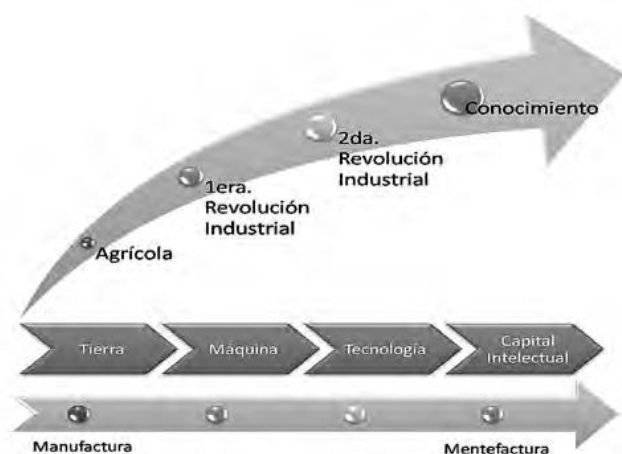 Conocimiento
2da.
Revolución
Industrial
1era.
Revolución
Industrial
Agrícola
Tierra
Máquina
Tecnología
Capital
Intelectual
Manufactura
Mentefactura